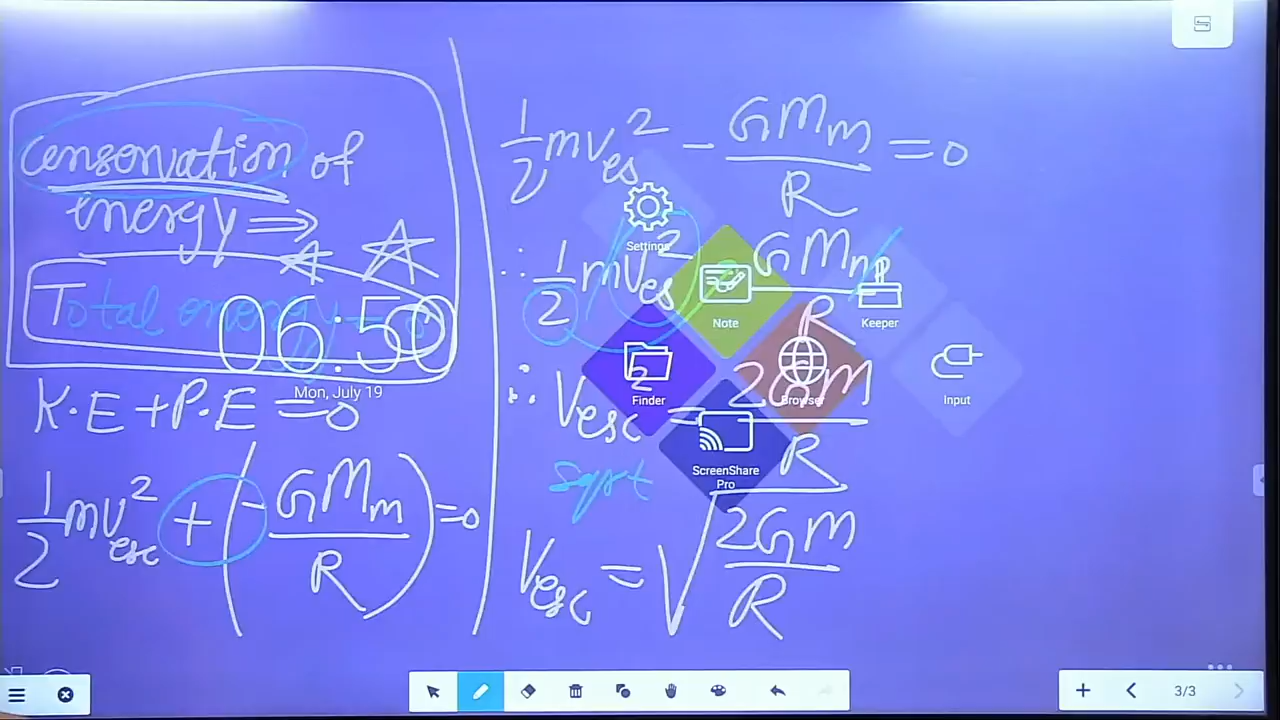 Conservation of
energy ⇒
Total energy = 0
06:50
Mon, July 19
K.E + P.E = 0
1/2 mv²esc + (- GMm/R) = 0
1/2 mv²es - GMm/R = 0
∴ 1/2 mv²es = GMm/R
∴ V²esc = 2GM/R
Sqrt
Vesc = √2GM/R
Settings
Note
Keeper
Finder
Browser
Input
ScreenShare
Pro
3/3